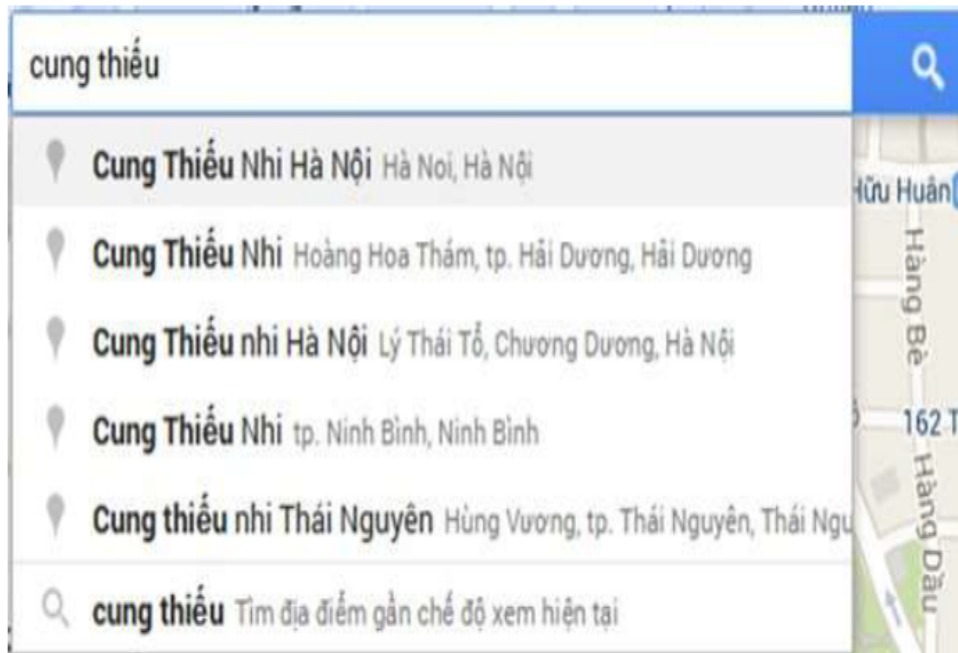 cung thiếu
Cung Thiếu Nhi Hà Nội Hà Noi, Hà Nội
Cung Thiếu Nhi Hoàng Hoa Thám, tp. Hải Dương, Hải Dương
Cung Thiếu nhi Hà Nội Lý Thái Tổ, Chương Dương, Hà Nội
Cung Thiếu Nhi tp. Ninh Bình, Ninh Bình
Cung thiếu nhi Thái Nguyên Hùng Vương, tp. Thái Nguyên, Thái Ngu
cung thiếu Tìm địa điểm gần chế độ xem hiện tại
Hữu Huân
Hàng Bè
162 T
Hàng Dầu